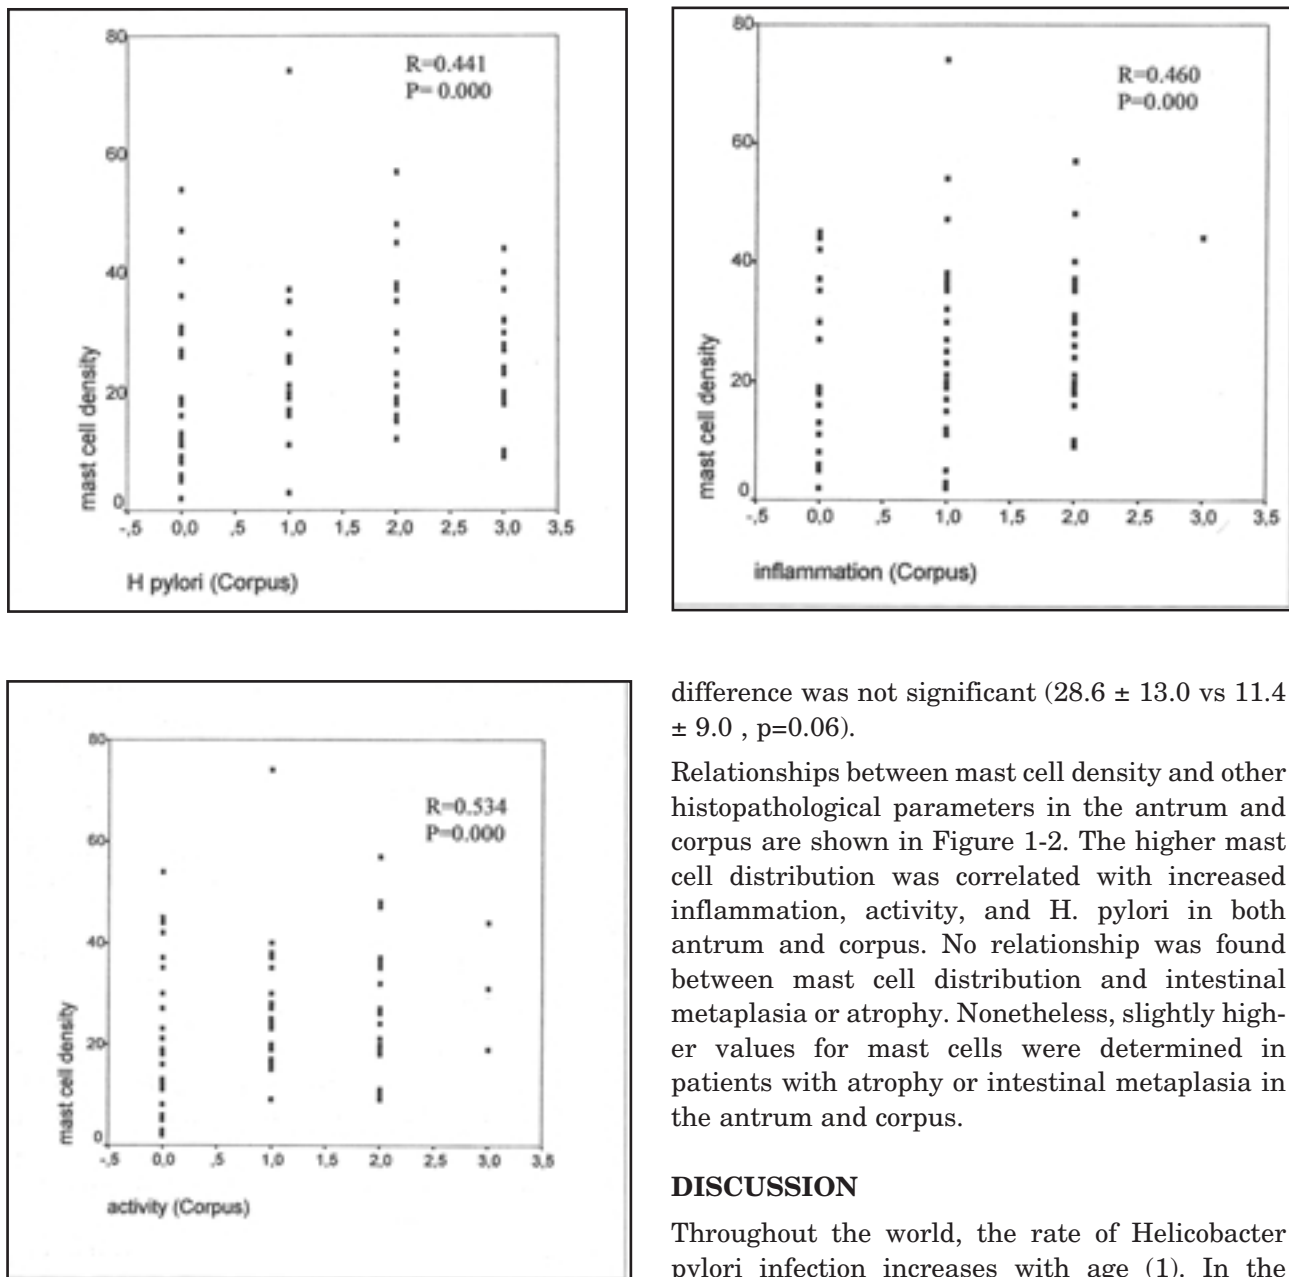 80
60
40
20
0
mast cell density
R=0.441
P= 0.000
-,5 0,0 ,5 1,0 1,5 2,0 2,5 3,0 3,5
H pylori (Corpus)
80
60
40
20
0
mast cell density
R=0.460
P=0.000
-,5 0,0 ,5 1,0 1,5 2,0 2,5 3,0 3,5
inflammation (Corpus)
80
60
40
20
0
mast cell density
R=0.534
P=0.000
-,5 0,0 ,5 1,0 1,5 2,0 2,5 3,0 3,5
activity (Corpus)
difference was not significant (28.6 ± 13.0 vs 11.4
± 9.0 , p=0.06).
Relationships between mast cell density and other
histopathological parameters in the antrum and
corpus are shown in Figure 1-2. The higher mast
cell distribution was correlated with increased
inflammation, activity, and H. pylori in both
antrum and corpus. No relationship was found
between mast cell distribution and intestinal
metaplasia or atrophy. Nonetheless, slightly high-
er values for mast cells were determined in
patients with atrophy or intestinal metaplasia in
the antrum and corpus.
DISCUSSION
Throughout the world, the rate of Helicobacter
pylori infection increases with age (1). In the